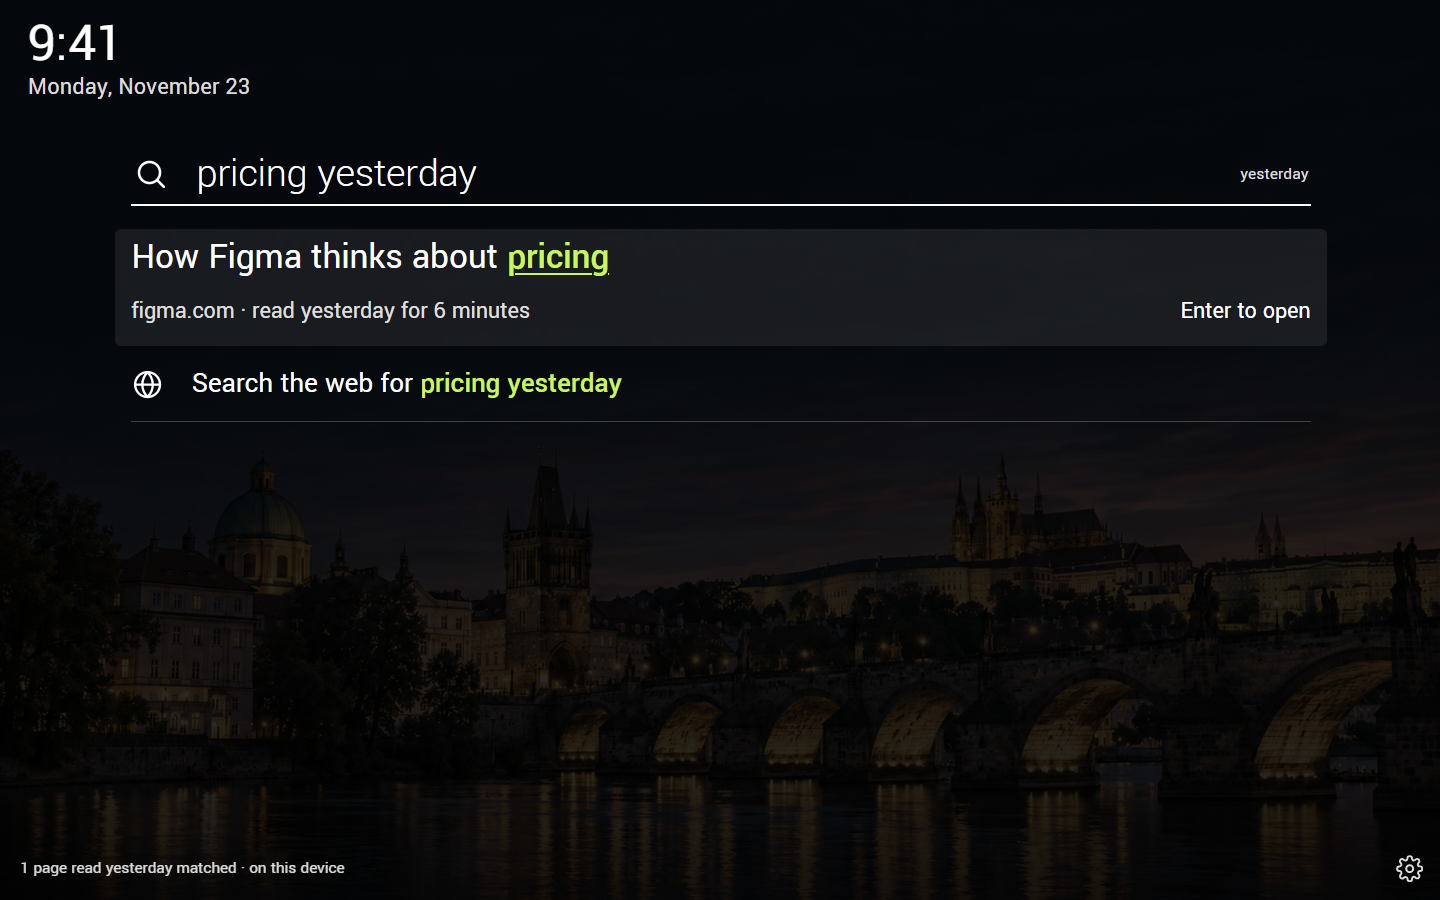 9:41
Monday, November 23
pricing yesterday
yesterday
How Figma thinks about pricing
figma.com · read yesterday for 6 minutes
Enter to open
Search the web for pricing yesterday
1 page read yesterday matched · on this device